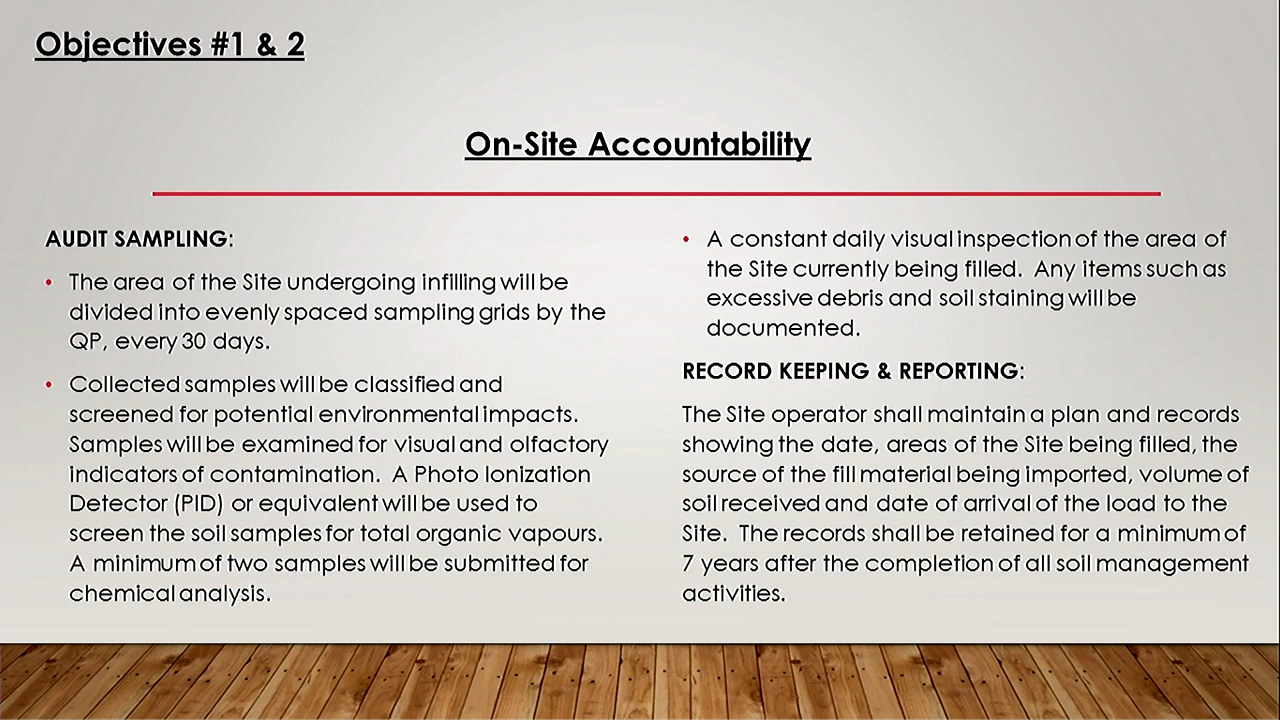 Objectives #1 & 2
On-Site Accountability
AUDIT SAMPLING:
• The area of the Site undergoing infilling will be
divided into evenly spaced sampling grids by the
QP, every 30 days.
• Collected samples will be classified and
screened for potential environmental impacts.
Samples will be examined for visual and olfactory
indicators of contamination. A Photo Ionization
Detector (PID) or equivalent will be used to
screen the soil samples for total organic vapours.
A minimum of two samples will be submitted for
chemical analysis.
• A constant daily visual inspection of the area of
the Site currently being filled. Any items such as
excessive debris and soil staining will be
documented.
RECORD KEEPING & REPORTING:
The Site operator shall maintain a plan and records
showing the date, areas of the Site being filled, the
source of the fill material being imported, volume of
soil received and date of arrival of the load to the
Site. The records shall be retained for a minimum of
7 years after the completion of all soil management
activities.